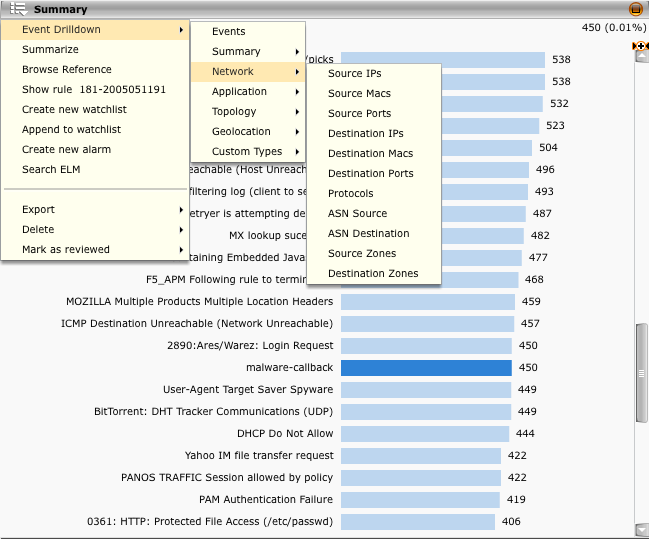 Summary
450 (0.01%)
Event Drilldown
Summarize
Browse Reference
Show rule 181-2005051191
Create new watchlist
Append to watchlist
Create new alarm
Search ELM
Export
Delete
Mark as reviewed
Events
Summary
Network
Application
Topology
Geolocation
Custom Types
Source IPs
Source Macs
Source Ports
Destination IPs
Destination Macs
Destination Ports
Protocols
ASN Source
ASN Destination
Source Zones
Destination Zones
/picks 538
538
532
523
504
eachable (Host Unreach 496
filtering log (client to se 493
etryer is attempting de 487
MX lookup suce 482
taining Embedded Java 477
F5_APM Following rule to termin 468
MOZILLA Multiple Products Multiple Location Headers 459
ICMP Destination Unreachable (Network Unreachable) 457
2890:Ares/Warez: Login Request 450
malware-callback 450
User-Agent Target Saver Spyware 449
BitTorrent: DHT Tracker Communications (UDP) 449
DHCP Do Not Allow 444
Yahoo IM file transfer request 422
PANOS TRAFFIC Session allowed by policy 422
PAM Authentication Failure 419
0361: HTTP: Protected File Access (/etc/passwd) 406